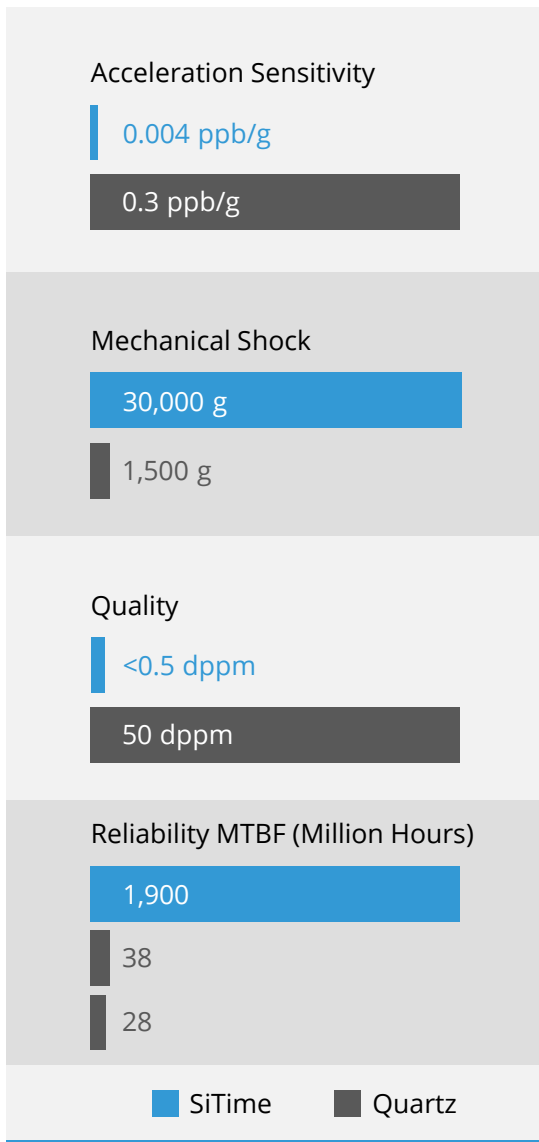 Acceleration Sensitivity
0.004 ppb/g
0.3 ppb/g
Mechanical Shock
30,000 g
1,500 g
Quality
<0.5 dppm
50 dppm
Reliability MTBF (Million Hours)
1,900
38
28
SiTime Quartz